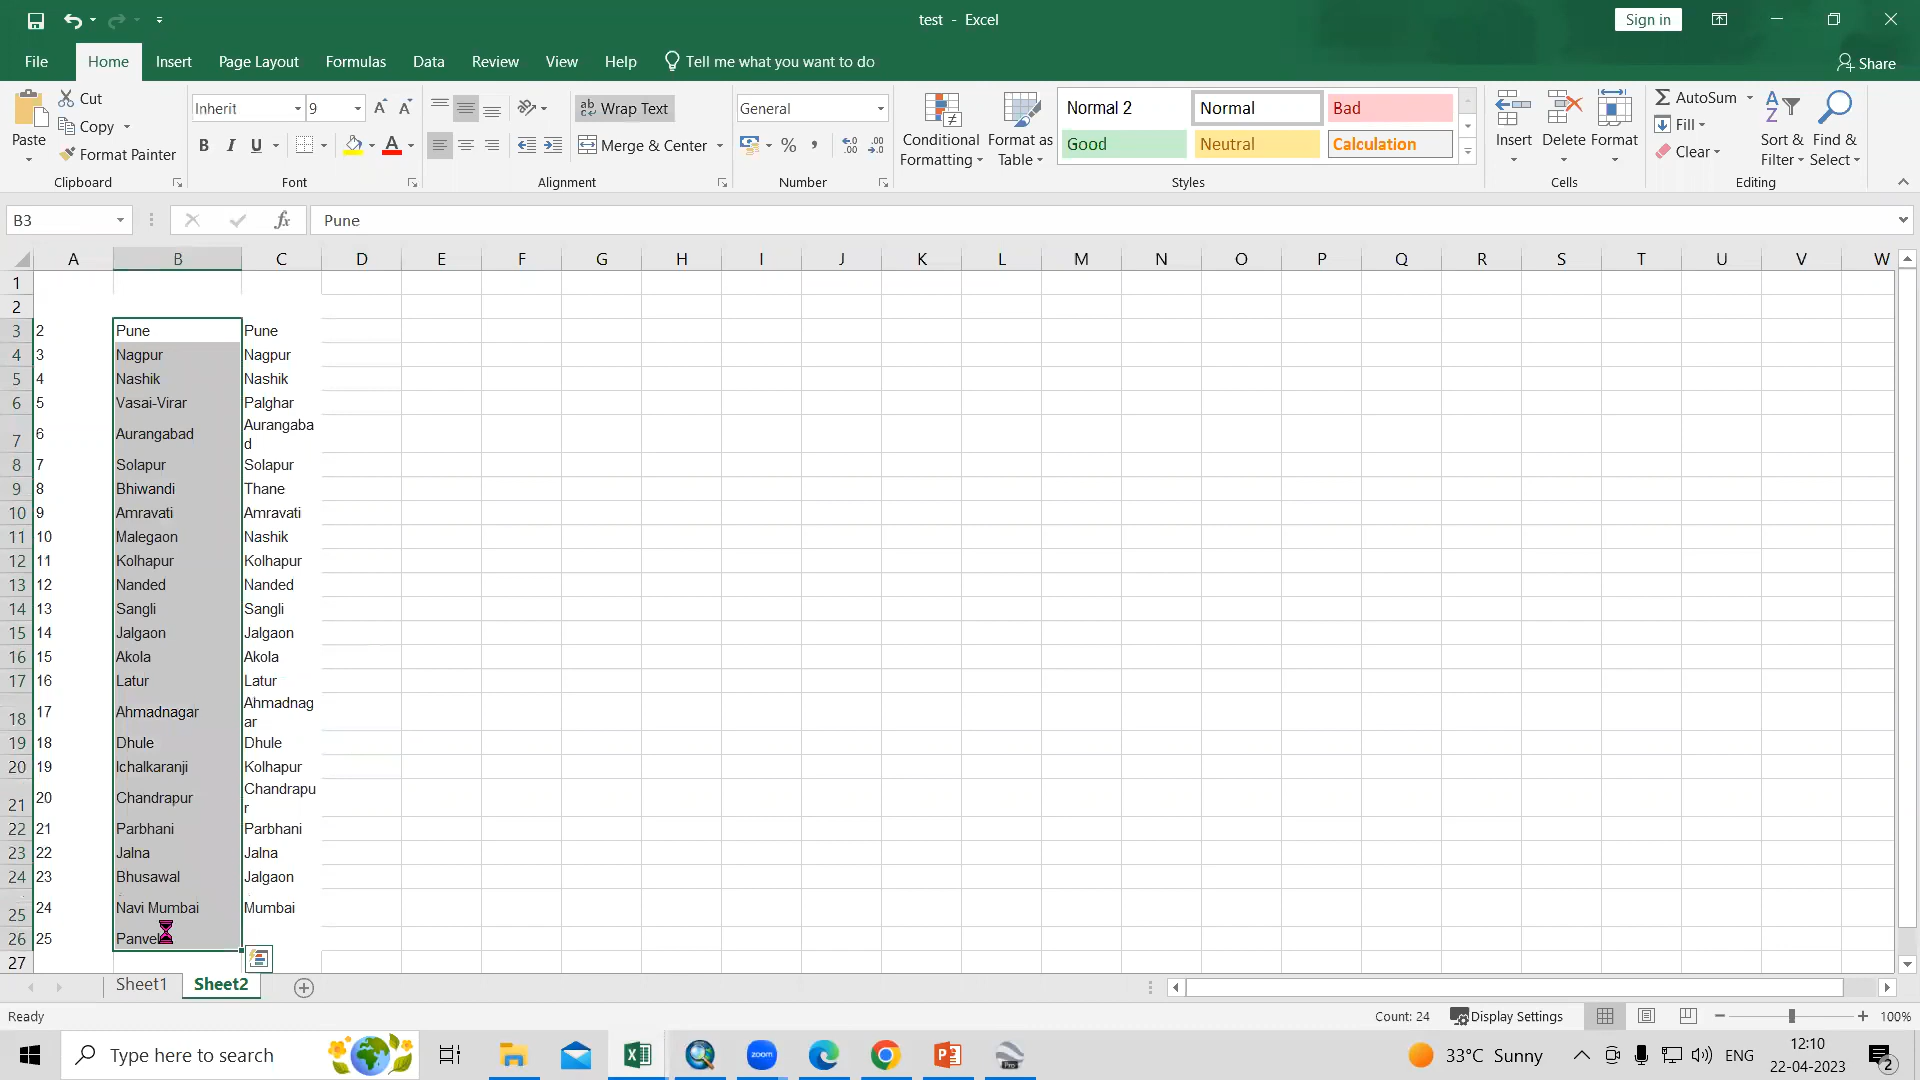 test - Excel
Sign in
File Home Insert Page Layout Formulas Data Review View Help Tell me what you want to do Share
Paste
Cut
Copy
Format Painter
Clipboard
Inherit 9
B I U
Font
Wrap Text
Merge & Center
Alignment
General
Number
Conditional Formatting
Format as Table
Normal 2 Normal Bad
Good Neutral Calculation
Styles
Insert Delete Format
Cells
AutoSum
Fill
Clear
Sort & Filter
Find & Select
Editing
B3 fx Pune
A B C D E F G H I J K L M N O P Q R S T U V W
1
2
3 2 Pune Pune
4 3 Nagpur Nagpur
5 4 Nashik Nashik
6 5 Vasai-Virar Palghar
7 6 Aurangabad Aurangabad
8 7 Solapur Solapur
9 8 Bhiwandi Thane
10 9 Amravati Amravati
11 10 Malegaon Nashik
12 11 Kolhapur Kolhapur
13 12 Nanded Nanded
14 13 Sangli Sangli
15 14 Jalgaon Jalgaon
16 15 Akola Akola
17 16 Latur Latur
18 17 Ahmadnagar Ahmadnagar
19 18 Dhule Dhule
20 19 Ichalkaranji Kolhapur
21 20 Chandrapur Chandrapur
22 21 Parbhani Parbhani
23 22 Jalna Jalna
24 23 Bhusawal Jalgaon
25 24 Navi Mumbai Mumbai
26 25 Panvel
27
Sheet1 Sheet2
Ready Count: 24 Display Settings 100%
Type here to search zoom 33°C Sunny ENG 12:10
22-04-2023 2